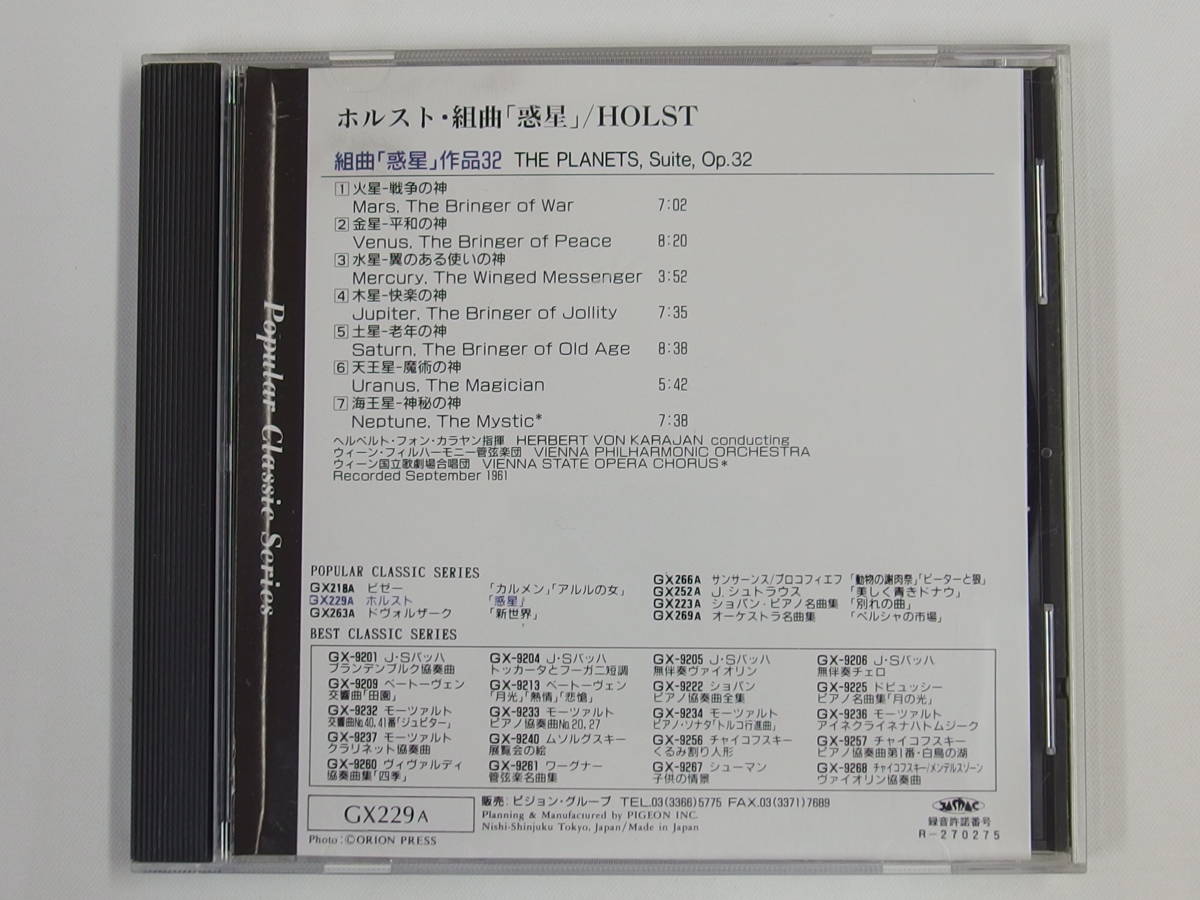 ホルスト・組曲「惑星」/HOLST
組曲「惑星」作品32 THE PLANETS, Suite, Op.32
1 火星-戦争の神
Mars, The Bringer of War 7:02
2 金星-平和の神
Venus, The Bringer of Peace 8:20
3 水星-翼のある使いの神
Mercury, The Winged Messenger 3:52
4 木星-快楽の神
Jupiter, The Bringer of Jollity 7:35
5 土星-老年の神
Saturn, The Bringer of Old Age 8:38
6 天王星-魔術の神
Uranus, The Magician 5:42
7 海王星-神秘の神
Neptune, The Mystic* 7:38
ヘルベルト・フォン・カラヤン指揮 HERBERT VON KARAJAN conducting
ウィーン・フィルハーモニー管弦楽団 VIENNA PHILHARMONIC ORCHESTRA
ウィーン国立歌劇場合唱団 VIENNA STATE OPERA CHORUS*
Recorded September 1961
Popular Classic Series
POPULAR CLASSIC SERIES
GX218A ビゼー 「カルメン」「アルルの女」
GX229A ホルスト 「惑星」
GX263A ドヴォルザーク 「新世界」
GX266A サンサーンス/プロコフィエフ「動物の謝肉祭」「ピーターと狼」
GX252A J.シュトラウス 「美しく青きドナウ」
GX223A ショパン・ピアノ名曲集 「別れの曲」
GX269A オーケストラ名曲集 「ペルシャの市場」
BEST CLASSIC SERIES
GX-9201 J・Sバッハ
ブランデンブルク協奏曲
GX-9204 J・Sバッハ
トッカータとフーガニ短調
GX-9205 J・Sバッハ
無伴奏ヴァイオリン
GX-9206 J・Sバッハ
無伴奏チェロ
GX-9209 ベートーヴェン
交響曲「田園」
GX-9213 ベートーヴェン
「月光」「熱情」「悲愴」
GX-9222 ショパン
ピアノ協奏曲全集
GX-9225 ドビュッシー
ピアノ名曲集「月の光」
GX-9232 モーツァルト
交響曲No.40,41番「ジュピター」
GX-9233 モーツァルト
ピアノ協奏曲No.20,27
GX-9234 モーツァルト
ピアノ・ソナタ「トルコ行進曲」
GX-9236 モーツァルト
アイネクライネナハトムジーク
GX-9237 モーツァルト
クラリネット協奏曲
GX-9240 ムソルグスキー
展覧会の絵
GX-9256 チャイコフスキー
くるみ割り人形
GX-9257 チャイコフスキー
ピアノ協奏曲第1番・白鳥の湖
GX-9260 ヴィヴァルディ
協奏曲集「四季」
GX-9261 ワーグナー
管弦楽名曲集
GX-9267 シューマン
子供の情景
GX-9268 チャイコフスキー/メンデルスゾーン
ヴァイオリン協奏曲
GX229A
Photo:©ORION PRESS
販売:ビジョン・グループ TEL.03(3366)5775 FAX.03(3371)7689
Planning & Manufactured by PIGEON INC.
Nishi-Shinjuku Tokyo, Japan/Made in Japan
JASRAC
録音許諾番号
R-270275